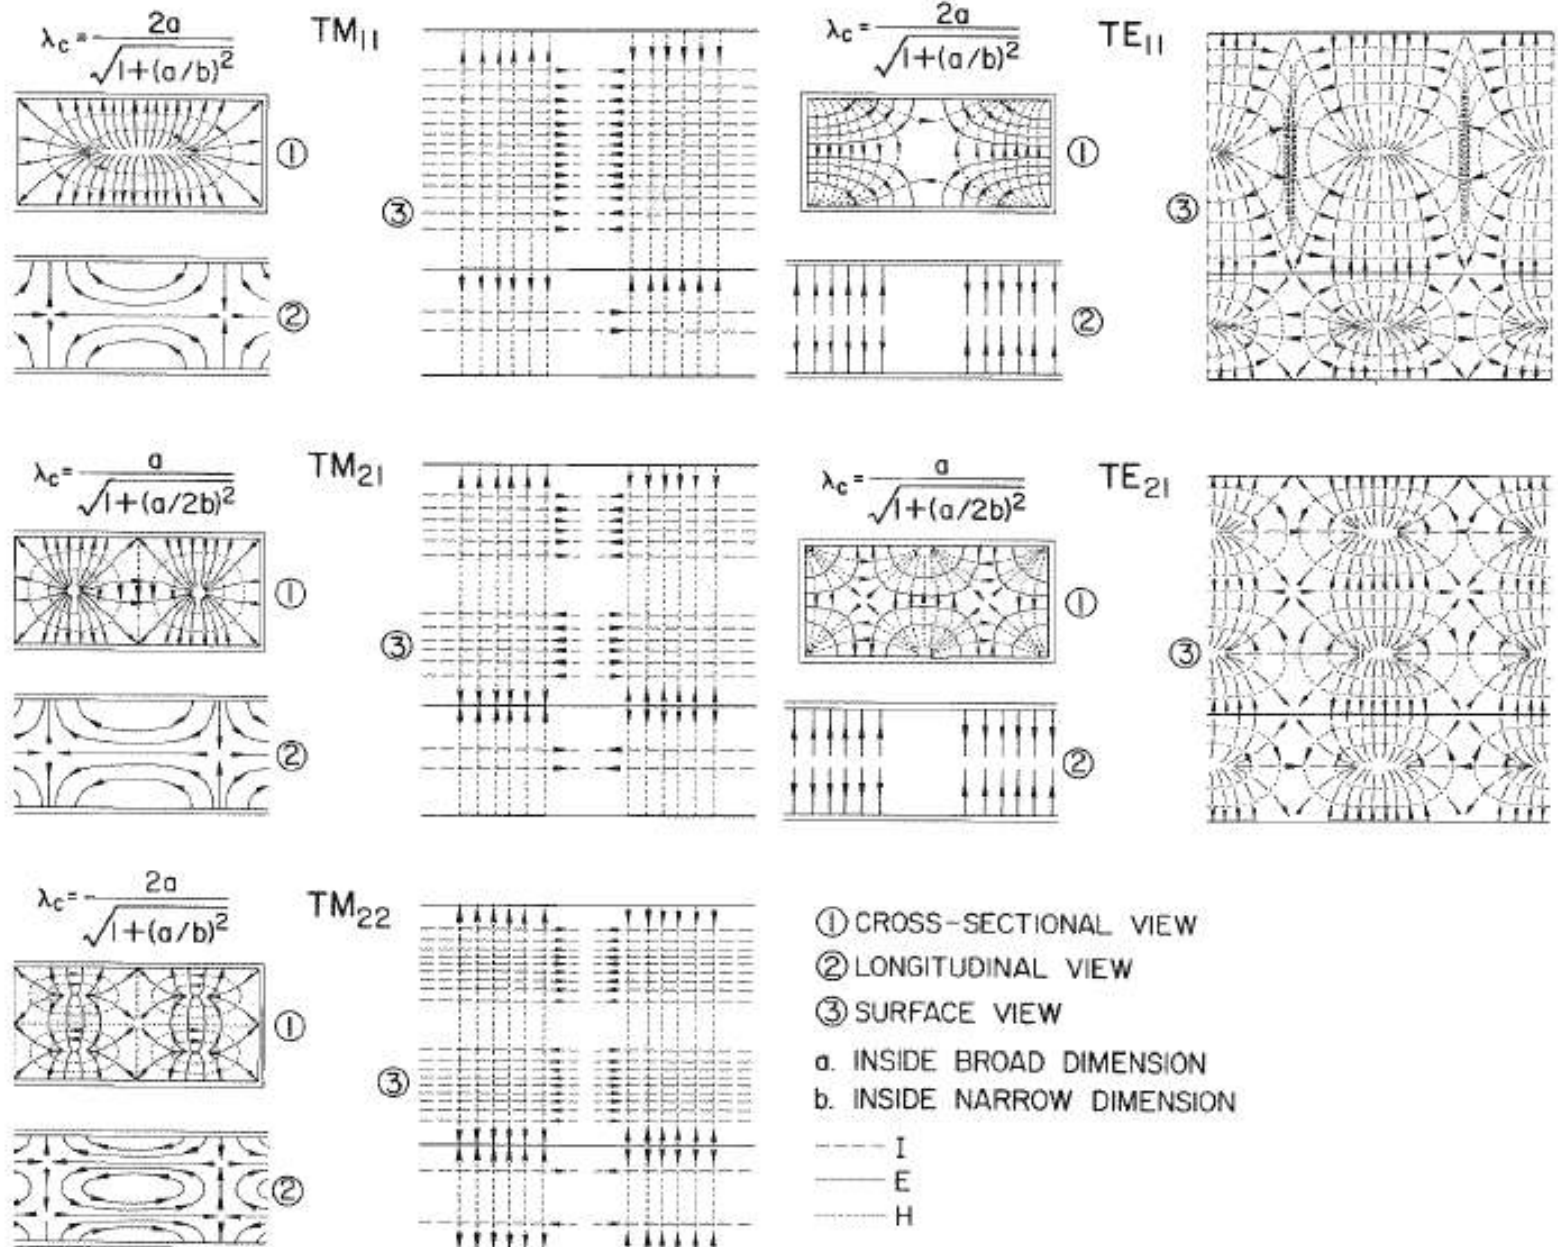 λc = 2a / √1+(a/b)²
TM11
①
②
③
λc = 2a / √1+(a/b)²
TE11
①
②
③
λc = a / √1+(a/2b)²
TM21
①
②
③
λc = a / √1+(a/2b)²
TE21
①
②
③
λc = 2a / √1+(a/b)²
TM22
①
②
③
① CROSS-SECTIONAL VIEW
② LONGITUDINAL VIEW
③ SURFACE VIEW
a. INSIDE BROAD DIMENSION
b. INSIDE NARROW DIMENSION
I
E
H